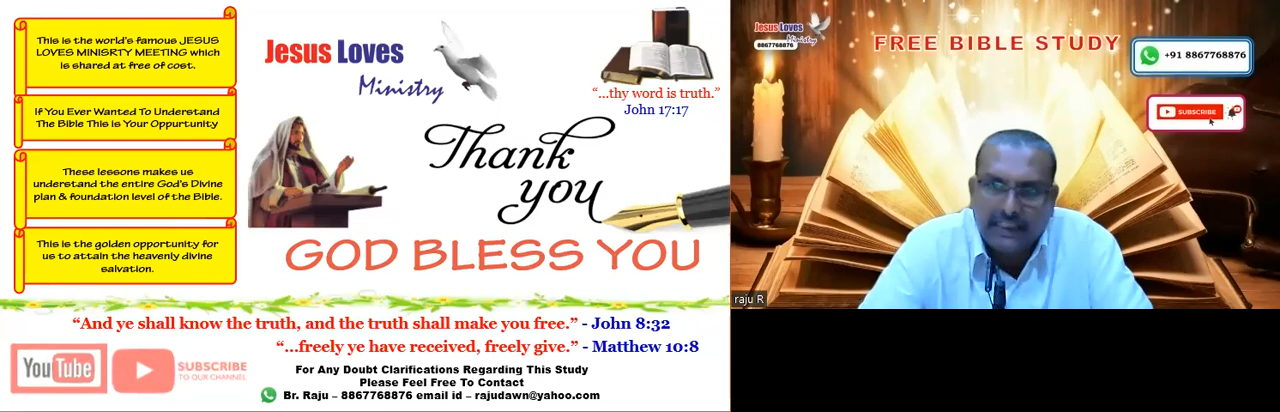 This is the world's famous JESUS
LOVES MINISRTY MEETING which
is shared at free of cost.
If You Ever Wanted To Understand
The Bible This is Your Oppurtunity
These lessons makes us
understand the entire God's Divine
plan & foundation level of the Bible.
This is the golden opportunity for
us to attain the heavenly divine
salvation.
Jesus Loves
Ministry
"...thy word is truth."
John 17:17
Thank
you
GOD BLESS YOU
"And ye shall know the truth, and the truth shall make you free." - John 8:32
"...freely ye have received, freely give." - Matthew 10:8
YouTube
SUBSCRIBE
TO OUR CHANNEL
For Any Doubt Clarifications Regarding This Study
Please Feel Free To Contact
Br. Raju – 8867768876 email id – rajudawn@yahoo.com
Jesus Loves
Ministry
8867768876
FREE BIBLE STUDY
+91 8867768876
SUBSCRIBE
raju R